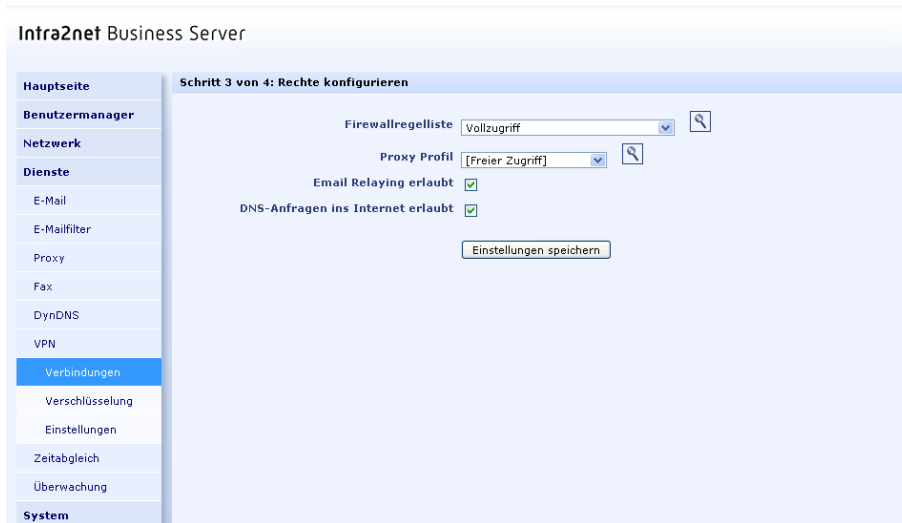 Intra2net Business Server
Hauptseite
Benutzermanager
Netzwerk
Dienste
E-Mail
E-Mailfilter
Proxy
Fax
DynDNS
VPN
Verbindungen
Verschlüsselung
Einstellungen
Zeitabgleich
Überwachung
System
Schritt 3 von 4: Rechte konfigurieren
Firewallregelliste Vollzugriff
Proxy Profil [Freier Zugriff]
Email Relaying erlaubt
DNS-Anfragen ins Internet erlaubt
Einstellungen speichern